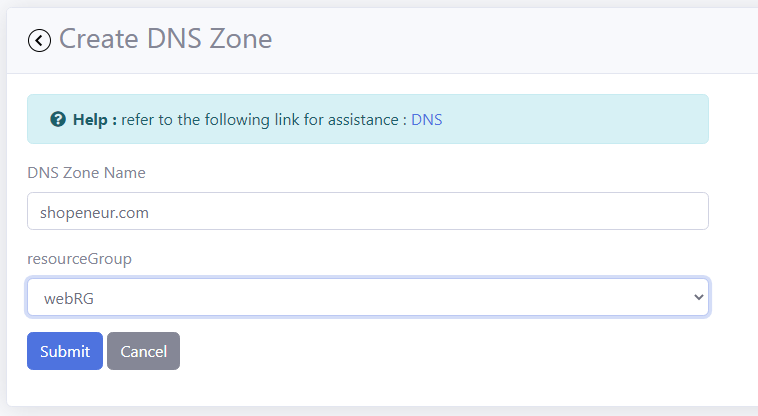 Create DNS Zone
Help : refer to the following link for assistance : DNS
DNS Zone Name
shopeneur.com
resourceGroup
webRG
Submit Cancel